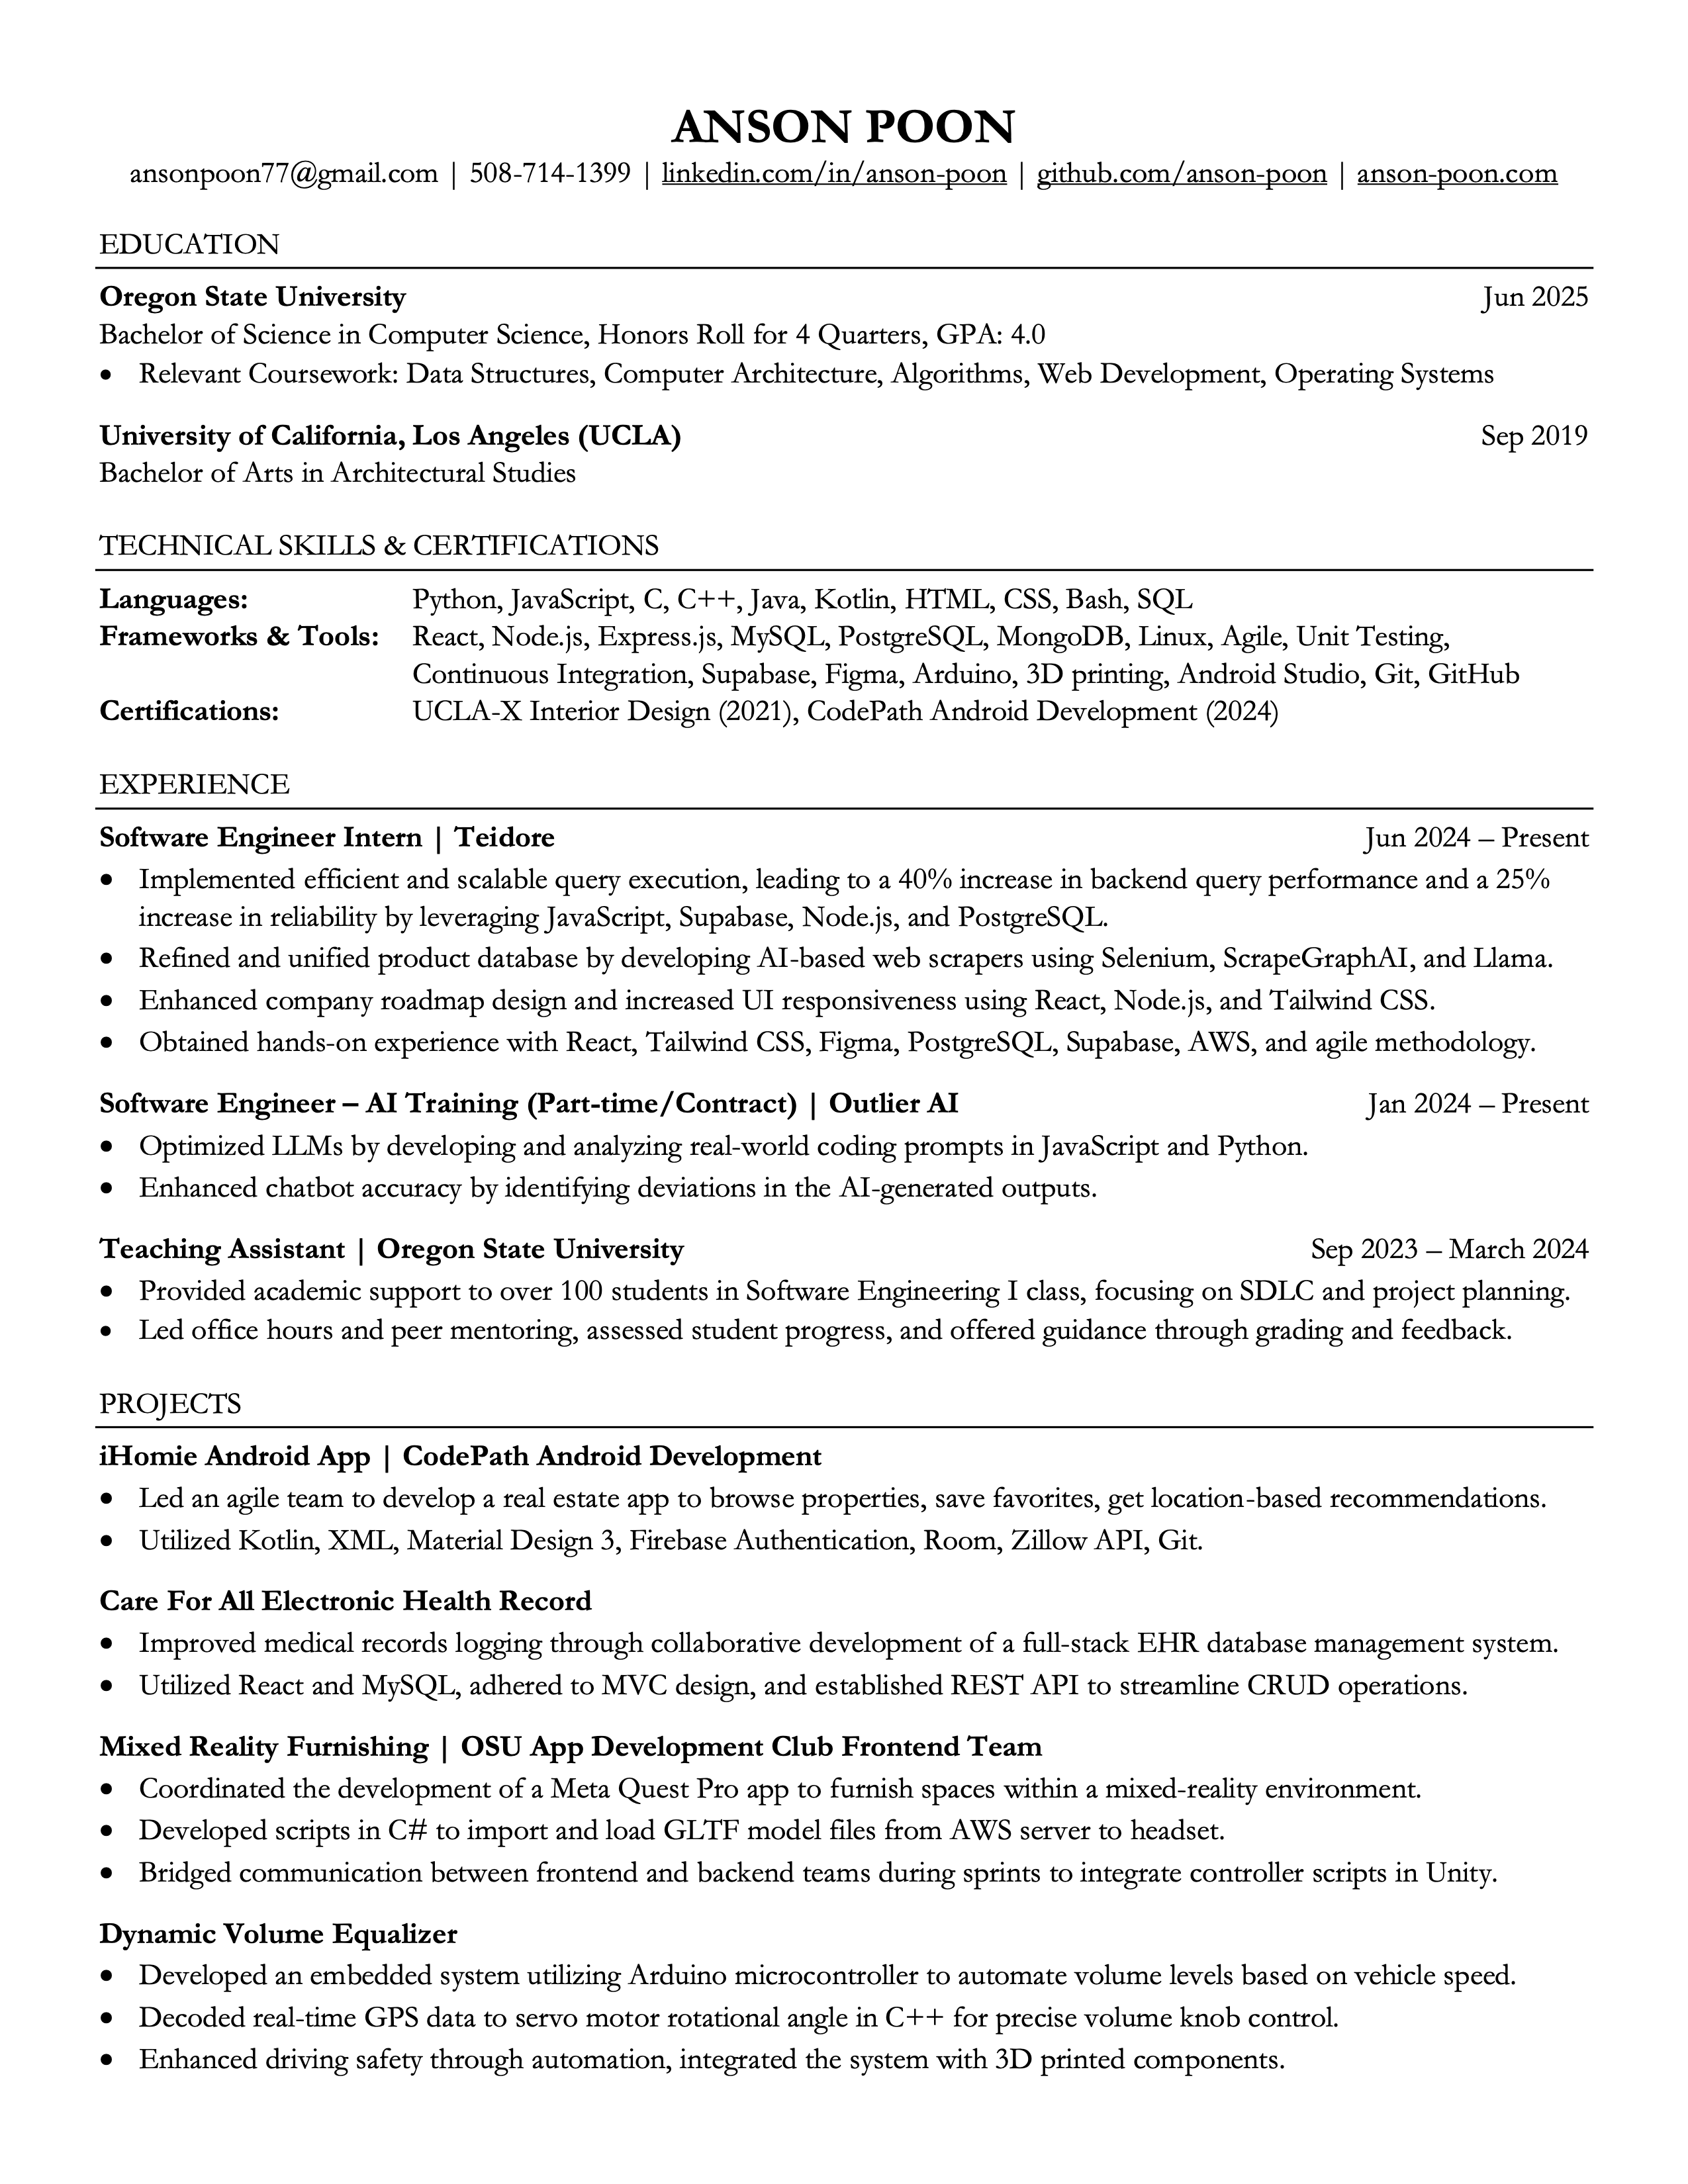 ANSON POON
ansonpoon77@gmail.com | 508-714-1399 | linkedin.com/in/anson-poon | github.com/anson-poon | anson-poon.com
EDUCATION
Oregon State University Jun 2025
Bachelor of Science in Computer Science, Honors Roll for 4 Quarters, GPA: 4.0
• Relevant Coursework: Data Structures, Computer Architecture, Algorithms, Web Development, Operating Systems
University of California, Los Angeles (UCLA) Sep 2019
Bachelor of Arts in Architectural Studies
TECHNICAL SKILLS & CERTIFICATIONS
Languages: Python, JavaScript, C, C++, Java, Kotlin, HTML, CSS, Bash, SQL
Frameworks & Tools: React, Node.js, Express.js, MySQL, PostgreSQL, MongoDB, Linux, Agile, Unit Testing,
Continuous Integration, Supabase, Figma, Arduino, 3D printing, Android Studio, Git, GitHub
Certifications: UCLA-X Interior Design (2021), CodePath Android Development (2024)
EXPERIENCE
Software Engineer Intern | Teidore Jun 2024 – Present
• Implemented efficient and scalable query execution, leading to a 40% increase in backend query performance and a 25%
increase in reliability by leveraging JavaScript, Supabase, Node.js, and PostgreSQL.
• Refined and unified product database by developing AI-based web scrapers using Selenium, ScrapeGraphAI, and Llama.
• Enhanced company roadmap design and increased UI responsiveness using React, Node.js, and Tailwind CSS.
• Obtained hands-on experience with React, Tailwind CSS, Figma, PostgreSQL, Supabase, AWS, and agile methodology.
Software Engineer – AI Training (Part-time/Contract) | Outlier AI Jan 2024 – Present
• Optimized LLMs by developing and analyzing real-world coding prompts in JavaScript and Python.
• Enhanced chatbot accuracy by identifying deviations in the AI-generated outputs.
Teaching Assistant | Oregon State University Sep 2023 – March 2024
• Provided academic support to over 100 students in Software Engineering I class, focusing on SDLC and project planning.
• Led office hours and peer mentoring, assessed student progress, and offered guidance through grading and feedback.
PROJECTS
iHomie Android App | CodePath Android Development
• Led an agile team to develop a real estate app to browse properties, save favorites, get location-based recommendations.
• Utilized Kotlin, XML, Material Design 3, Firebase Authentication, Room, Zillow API, Git.
Care For All Electronic Health Record
• Improved medical records logging through collaborative development of a full-stack EHR database management system.
• Utilized React and MySQL, adhered to MVC design, and established REST API to streamline CRUD operations.
Mixed Reality Furnishing | OSU App Development Club Frontend Team
• Coordinated the development of a Meta Quest Pro app to furnish spaces within a mixed-reality environment.
• Developed scripts in C# to import and load GLTF model files from AWS server to headset.
• Bridged communication between frontend and backend teams during sprints to integrate controller scripts in Unity.
Dynamic Volume Equalizer
• Developed an embedded system utilizing Arduino microcontroller to automate volume levels based on vehicle speed.
• Decoded real-time GPS data to servo motor rotational angle in C++ for precise volume knob control.
• Enhanced driving safety through automation, integrated the system with 3D printed components.